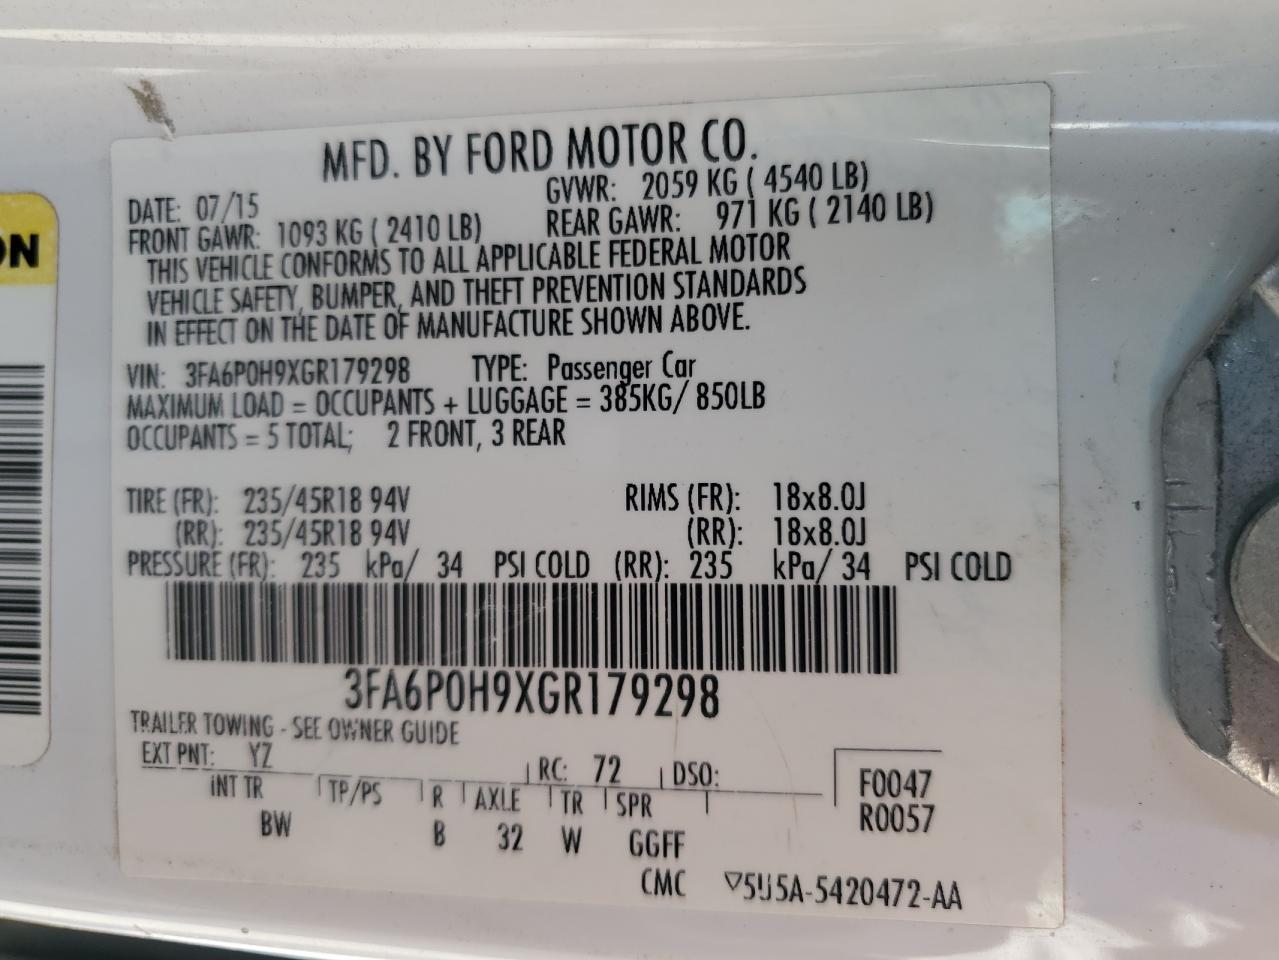 ON
MFD. BY FORD MOTOR CO.
DATE: 07/15 GVWR: 2059 KG ( 4540 LB)
FRONT GAWR: 1093 KG ( 2410 LB) REAR GAWR: 971 KG ( 2140 LB)
THIS VEHICLE CONFORMS TO ALL APPLICABLE FEDERAL MOTOR
VEHICLE SAFETY, BUMPER, AND THEFT PREVENTION STANDARDS
IN EFFECT ON THE DATE OF MANUFACTURE SHOWN ABOVE.
VIN: 3FA6P0H9XGR179298 TYPE: Passenger Car
MAXIMUM LOAD = OCCUPANTS + LUGGAGE = 385KG/ 850LB
OCCUPANTS = 5 TOTAL; 2 FRONT, 3 REAR
TIRE (FR): 235/45R18 94V RIMS (FR): 18x8.0J
(RR): 235/45R18 94V (RR): 18x8.0J
PRESSURE (FR): 235 kPa/ 34 PSI COLD (RR): 235 kPa/ 34 PSI COLD
3FA6P0H9XGR179298
TRAILER TOWING - SEE OWNER GUIDE
EXT PNT: YZ RC: 72 DSO: F0047
INT TR TP/PS R AXLE TR SPR R0057
BW B 32 W GGFF
CMC ▽5U5A-5420472-AA